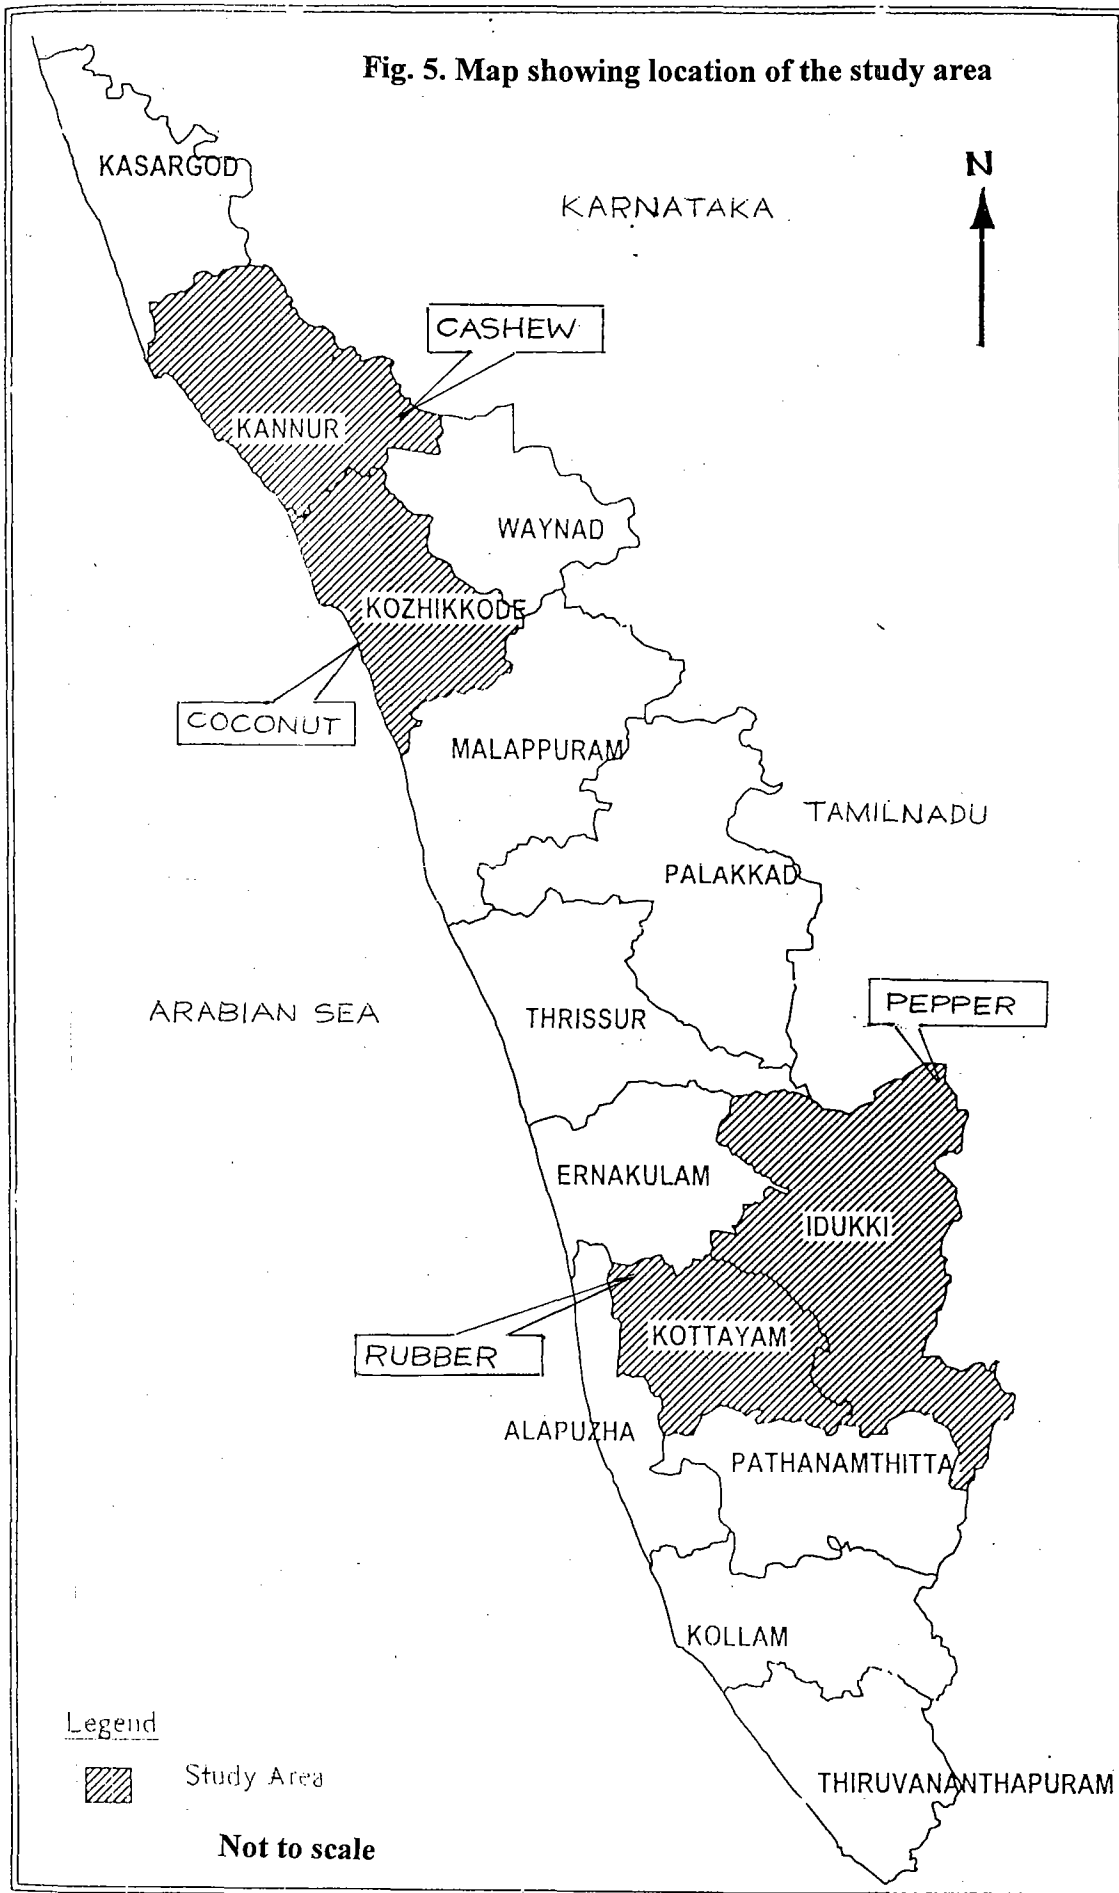 Fig. 5. Map showing location of the study area
N
KASARGOD
KARNATAKA
CASHEW
KANNUR
WAYNAD
KOZHIKKODE
COCONUT
MALAPPURAM
TAMILNADU
PALAKKAD
ARABIAN SEA
THRISSUR
PEPPER
ERNAKULAM
IDUKKI
KOTTAYAM
RUBBER
ALAPUZHA
PATHANAMTHITTA
KOLLAM
Legend
Study Area
THIRUVANANTHAPURAM
Not to scale